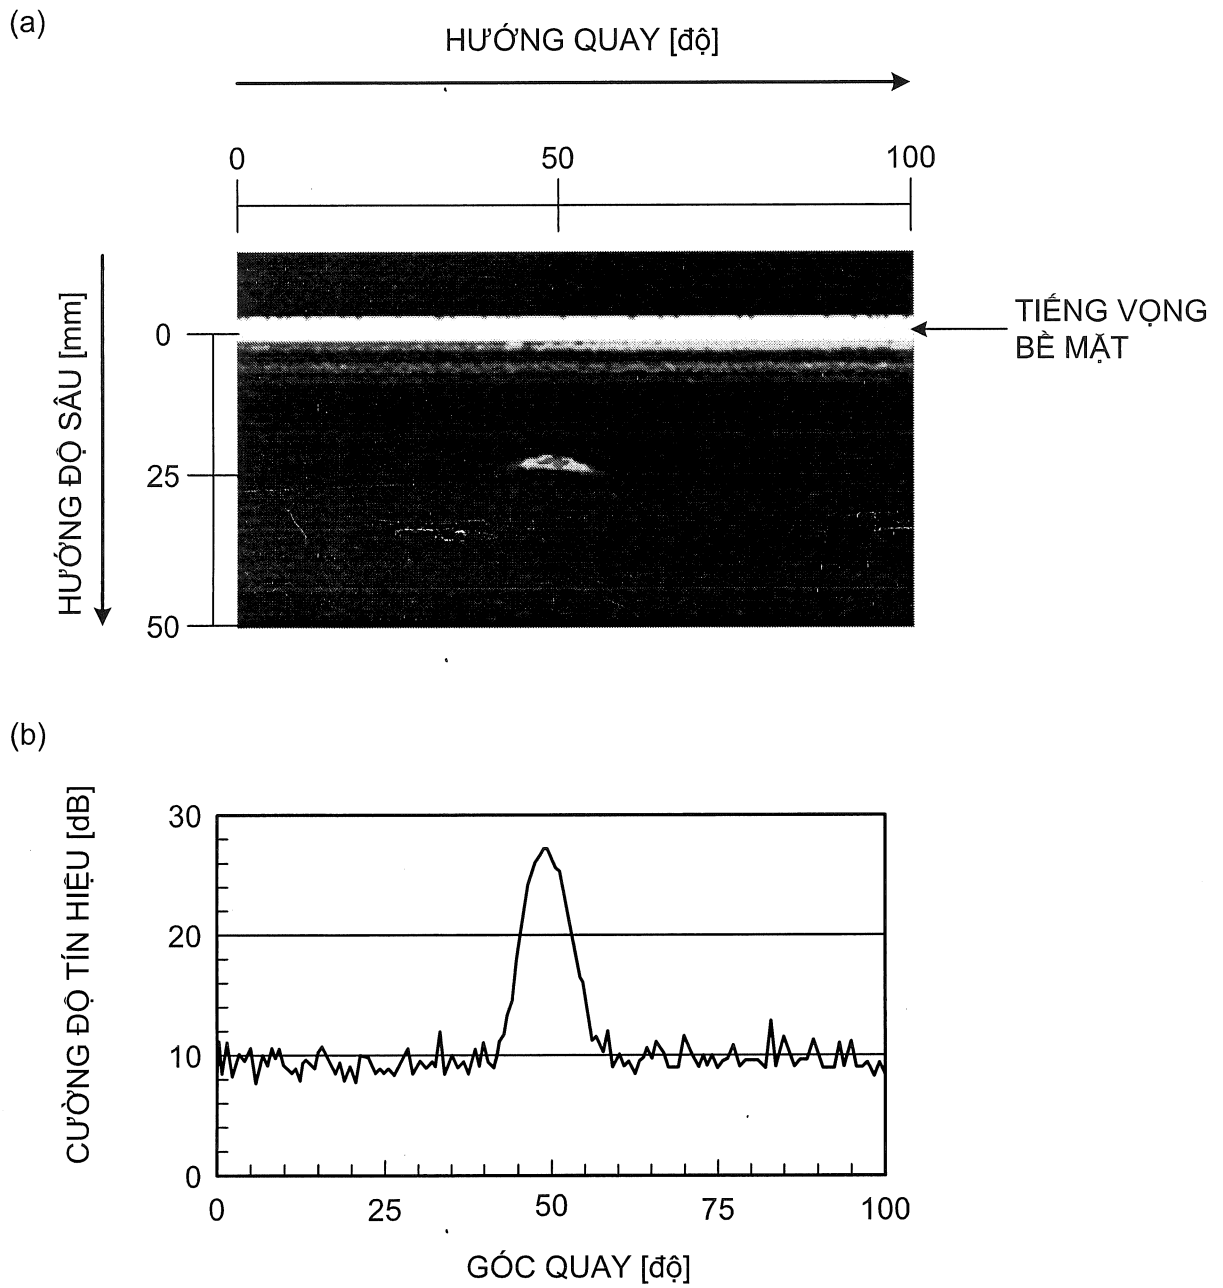 (a)
HƯỚNG QUAY [độ]
0 50 100
HƯỚNG ĐỘ SÂU [mm]
0
25
50
TIẾNG VỌNG
BỀ MẶT
(b)
CƯỜNG ĐỘ TÍN HIỆU [dB]
30
20
10
0
0 25 50 75 100
GÓC QUAY [độ]